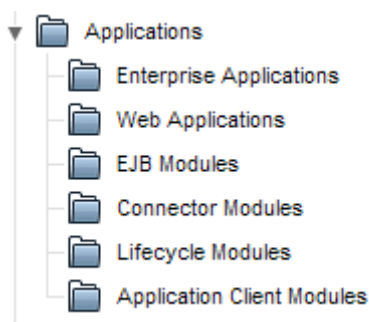 Applications
Enterprise Applications
Web Applications
EJB Modules
Connector Modules
Lifecycle Modules
Application Client Modules